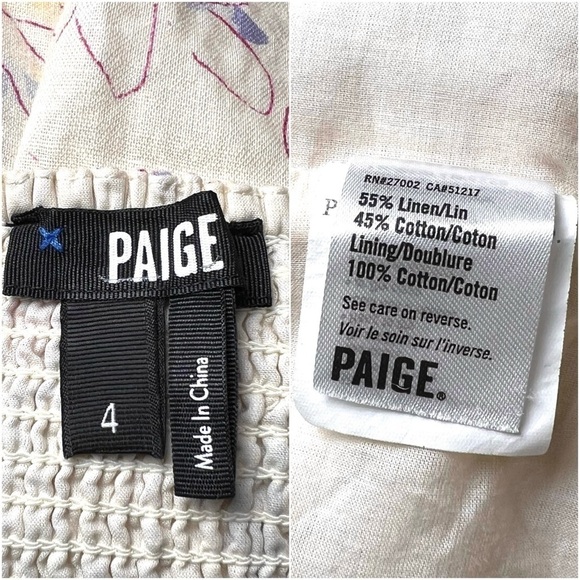 PAIGE
4
Made In China
RN#27002 CA#51217
P
55% Linen/Lin
45% Cotton/Coton
Lining/Doublure
100% Cotton/Coton
See care on reverse.
Voir le soin sur l'inverse.
PAIGE®